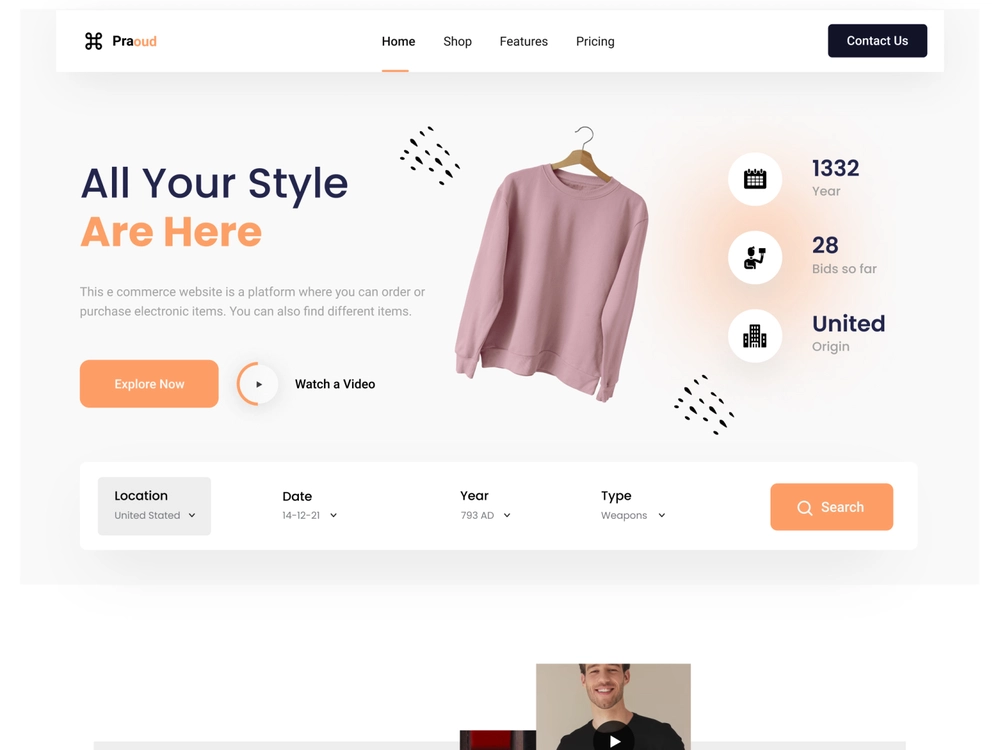 Praoud
Home
Shop
Features
Pricing
Contact Us
All Your Style
Are Here
This e commerce website is a platform where you can order or
purchase electronic items. You can also find different items.
Explore Now
Watch a Video
1332
Year
28
Bids so far
United
Origin
Location
United Stated
Date
14-12-21
Year
793 AD
Type
Weapons
Search